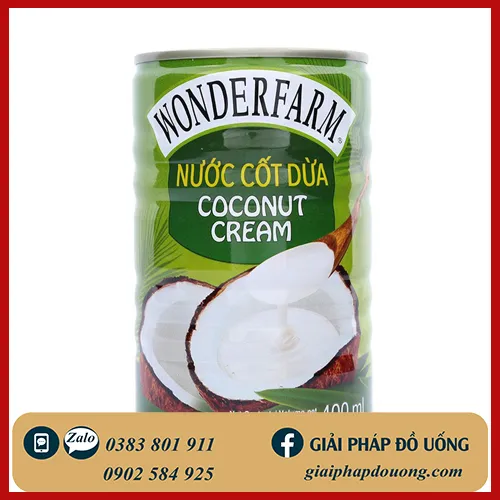 WONDERFARM
NƯỚC CỐT DỪA
COCONUT
CREAM
400 ml
Zalo
0383 801 911
0902 584 925
GIẢI PHÁP ĐỒ UỐNG
giaiphapdouong.com